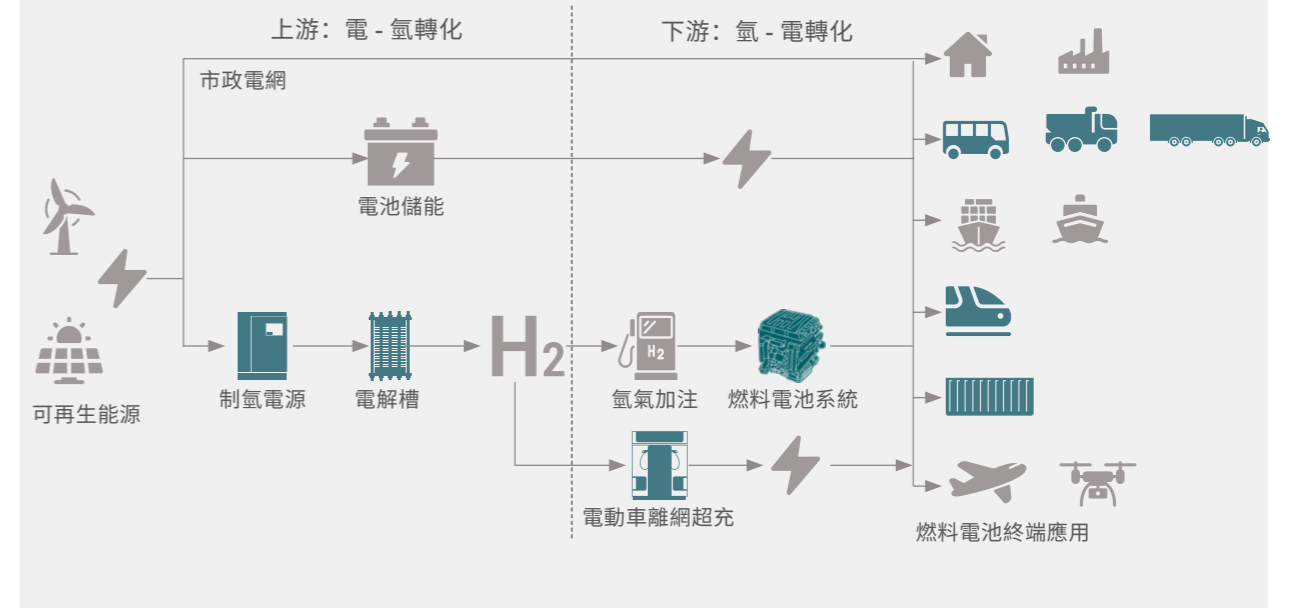 上游：電 - 氫轉化
下游：氫 - 電轉化
市政電網
電池儲能
H2
H2
制氫電源
電解槽
氫氣加注
燃料電池系統
可再生能源
電動車離網超充
燃料電池終端應用